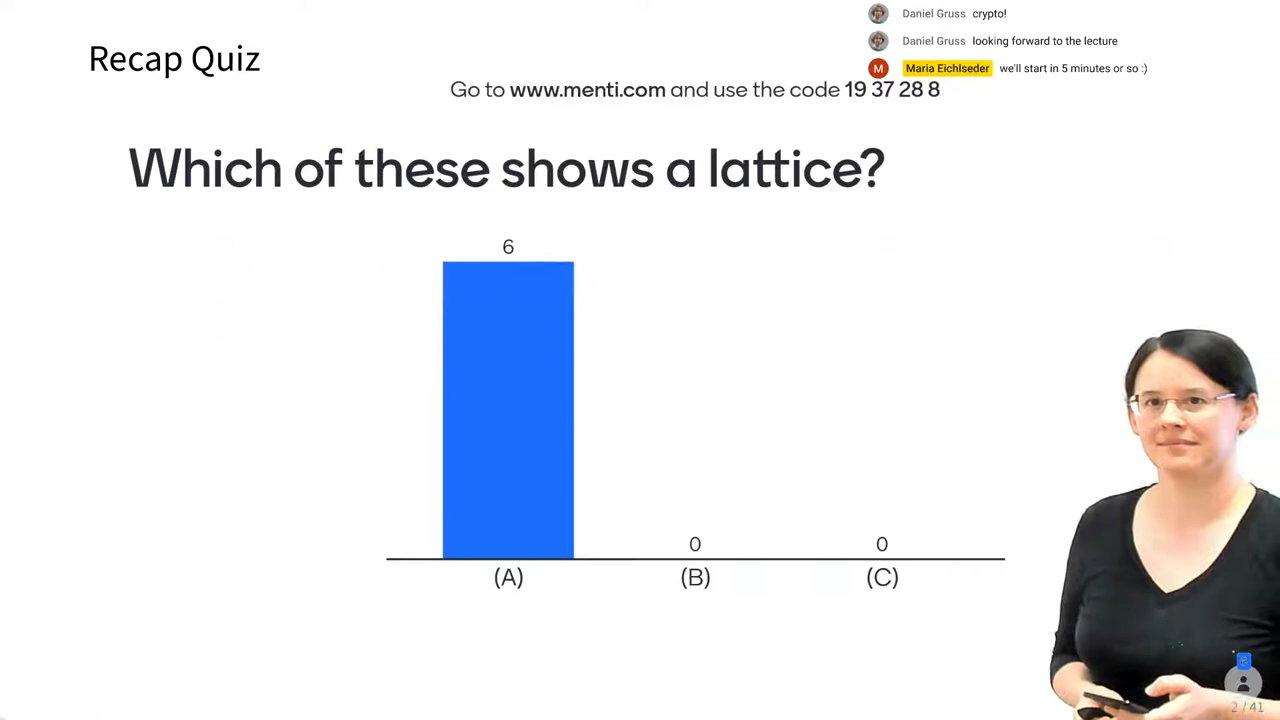 Daniel Gruss crypto!
Daniel Gruss looking forward to the lecture
M Maria Eichlseder we'll start in 5 minutes or so :)
Recap Quiz
Go to www.menti.com and use the code 19 37 28 8
Which of these shows a lattice?
6
0
0
(A)
(B)
(C)
2 / 41